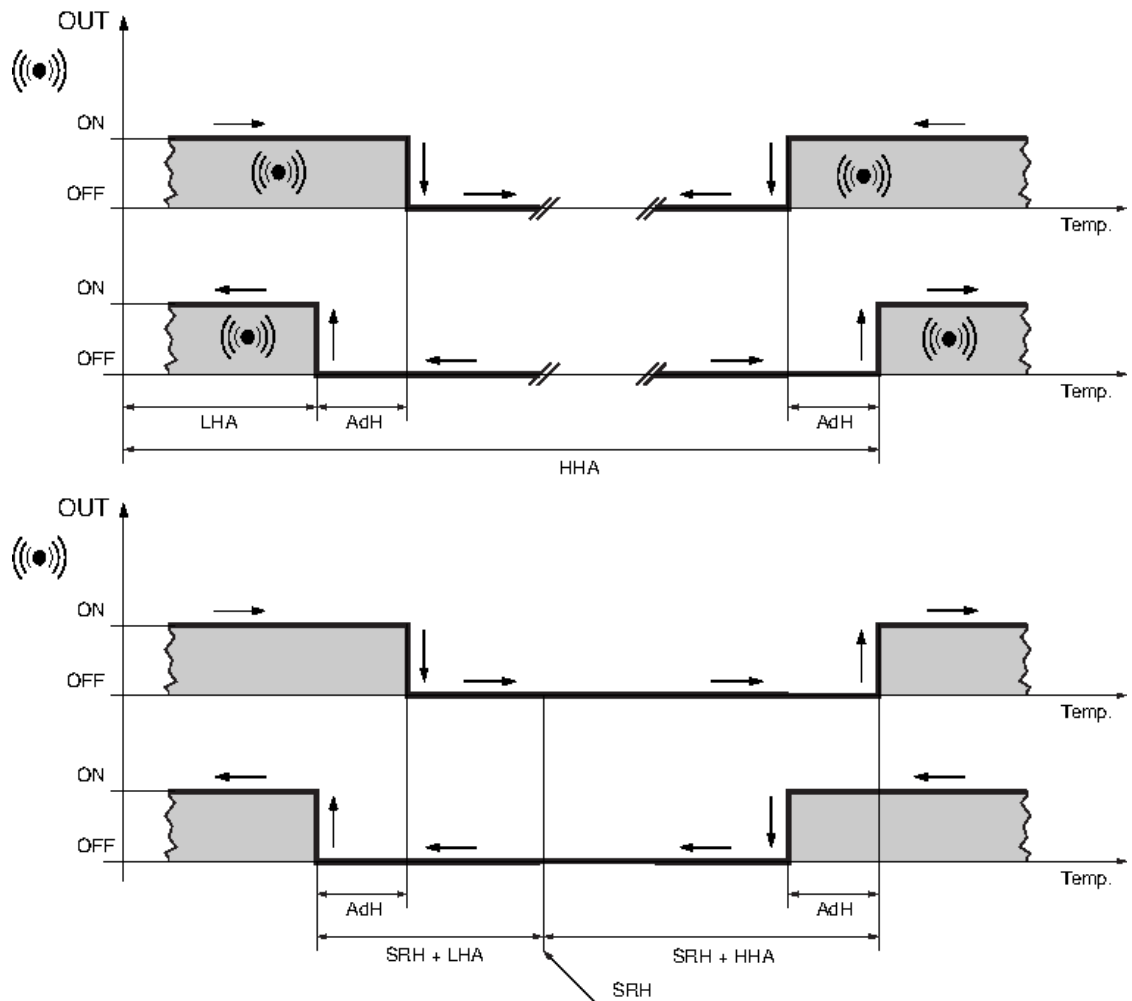 OUT
ON
OFF
Temp.
ON
OFF
Temp.
LHA AdH AdH
HHA
OUT
ON
OFF
Temp.
ON
OFF
Temp.
AdH AdH
SRH + LHA SRH + HHA
SRH